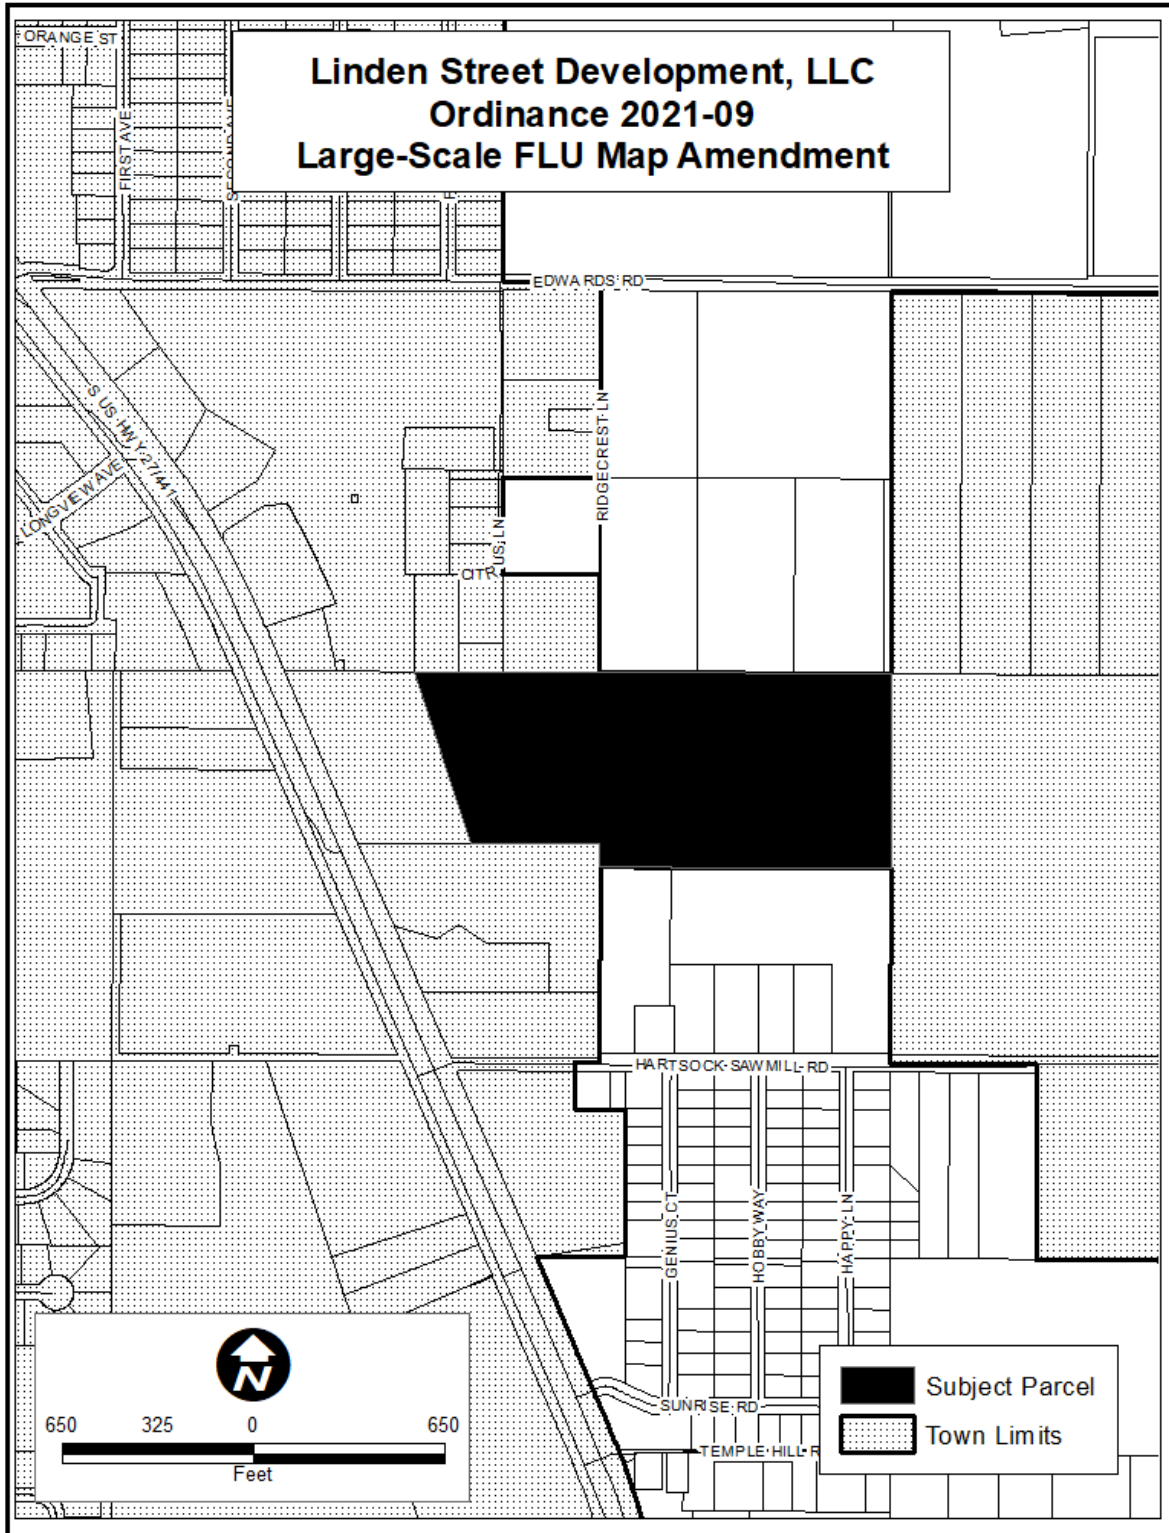 ORANGE ST
Linden Street Development, LLC
Ordinance 2021-09
Large-Scale FLU Map Amendment
FIRST AVE
SECOND AVE
EDWARDS RD
S US HWY 27/441
RIDGECREST LN
LONGVIEW AVE
CITRUS LN
HARTSOCK SAWMILL RD
GENIUS CT
HOBBY WAY
HAPPY LN
SUNRISE RD
TEMPLE HILL R
N
650 325 0 650
Feet
Subject Parcel
Town Limits